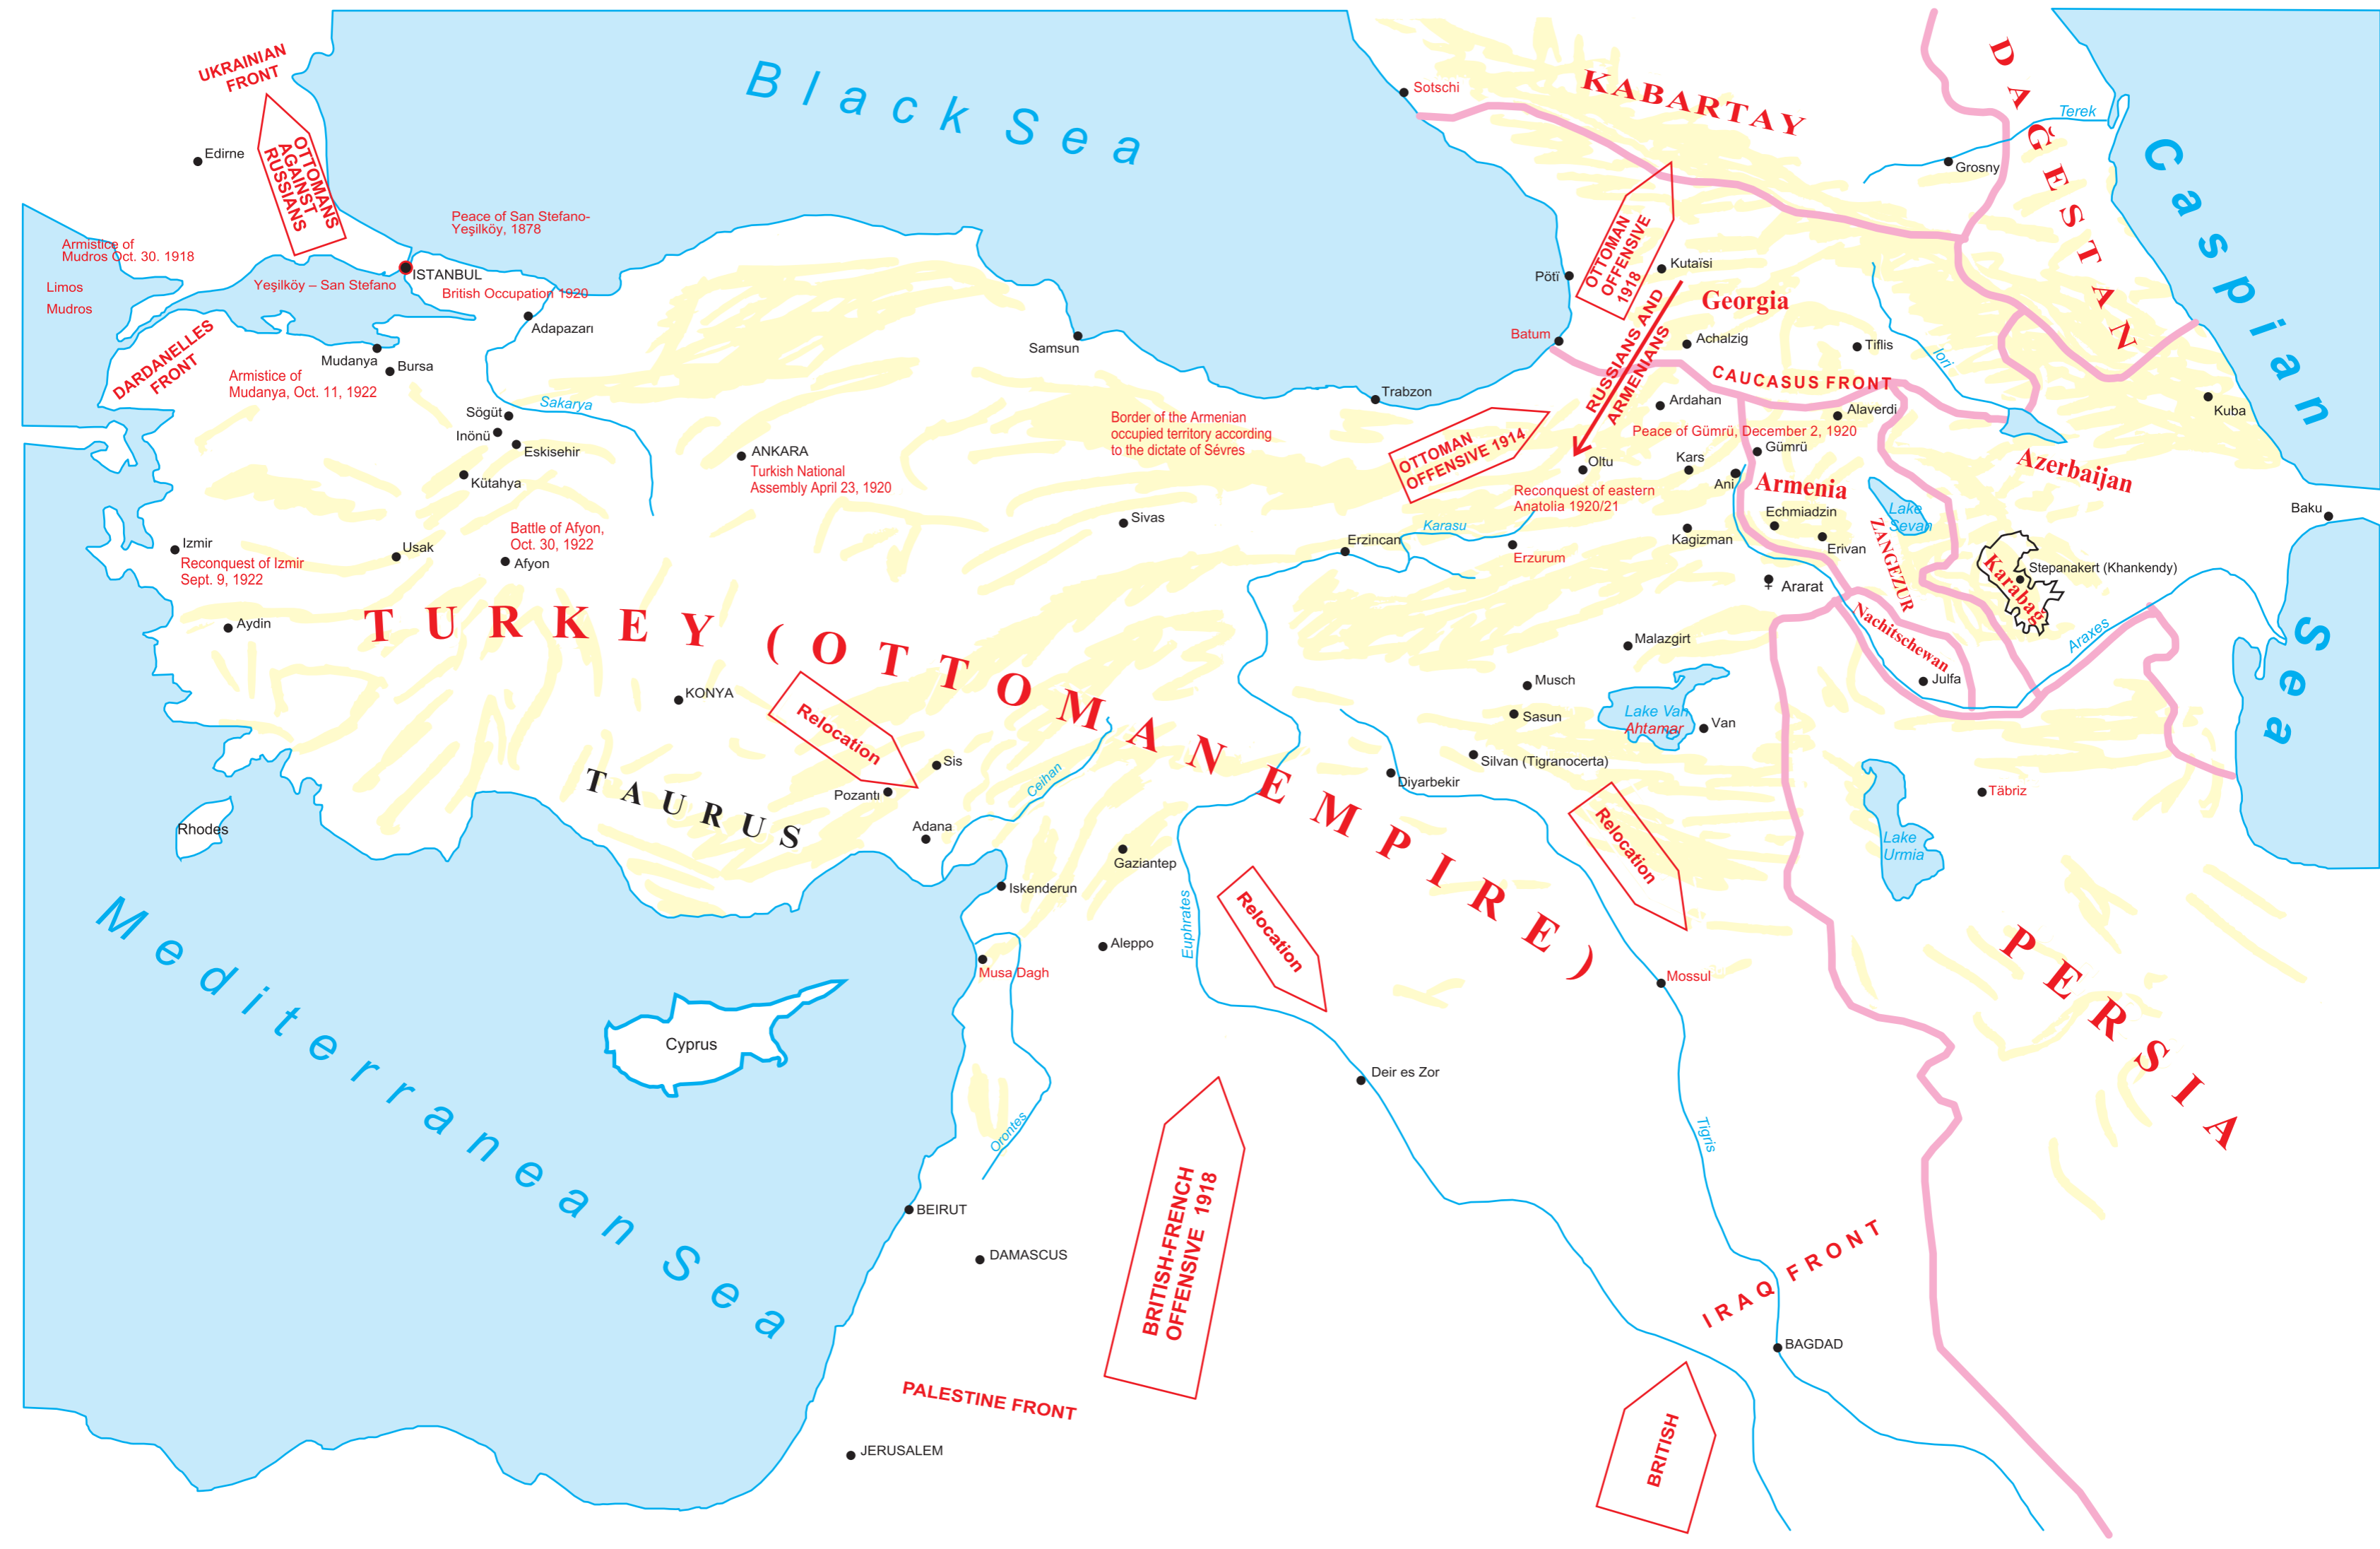 UKRAINIAN
FRONT
OTTOMANS
AGAINST
RUSSIANS
Edirne
Black Sea
Sotschi
KABARTAY
DAĞESTAN
Terek
Grosny
Caspian Sea
Armistice of
Mudros Oct. 30. 1918
Limos
Mudros
Peace of San Stefano-
Yeşilköy, 1878
ISTANBUL
Yeşilköy – San Stefano
British Occupation 1920
Adapazarı
DARDANELLES
FRONT
Mudanya
Bursa
Armistice of
Mudanya, Oct. 11, 1922
Samsun
Trabzon
Pötï
Batum
OTTOMAN
OFFENSIVE
1918
Kutaïsi
Georgia
RUSSIANS AND
ARMENIANS
Achalzig
Tiflis
Iori
CAUCASUS FRONT
Kuba
Sögüt
Sakarya
Inönü
Eskisehir
Kütahya
ANKARA
Turkish National
Assembly April 23, 1920
Border of the Armenian
occupied territory according
to the dictate of Sévres
OTTOMAN
OFFENSIVE 1914
Ardahan
Alaverdi
Peace of Gümrü, December 2, 1920
Gümrü
Oltu
Kars
Ani
Armenia
Azerbaijan
Reconquest of eastern
Anatolia 1920/21
Echmiadzin
Lake
Sevan
Baku
Sivas
Karasu
Erzincan
Erzurum
Kagizman
Erivan
ZANGEZUR
Karabağ
Stepanakert (Khankendy)
Izmir
Reconquest of Izmir
Sept. 9, 1922
Usak
Battle of Afyon,
Oct. 30, 1922
Afyon
Ararat
Nachitschewan
Araxes
Aydin
TURKEY (OTTOMAN EMPIRE)
Malazgirt
Julfa
KONYA
Relocation
Musch
Sasun
Lake Van
Ahtamar
Van
Silvan (Tigranocerta)
Diyarbekir
Sis
Pozantı
Ceihan
TAURUS
Adana
Täbriz
Rhodes
Gaziantep
Relocation
Lake
Urmia
Iskenderun
Euphrates
Relocation
Aleppo
Musa Dagh
Mossul
PERSIA
Mediterranean Sea
Cyprus
Deir es Zor
Orontes
Tigris
BEIRUT
DAMASCUS
BRITISH-FRENCH
OFFENSIVE 1918
IRAQ FRONT
BAGDAD
PALESTINE FRONT
JERUSALEM
BRITISH